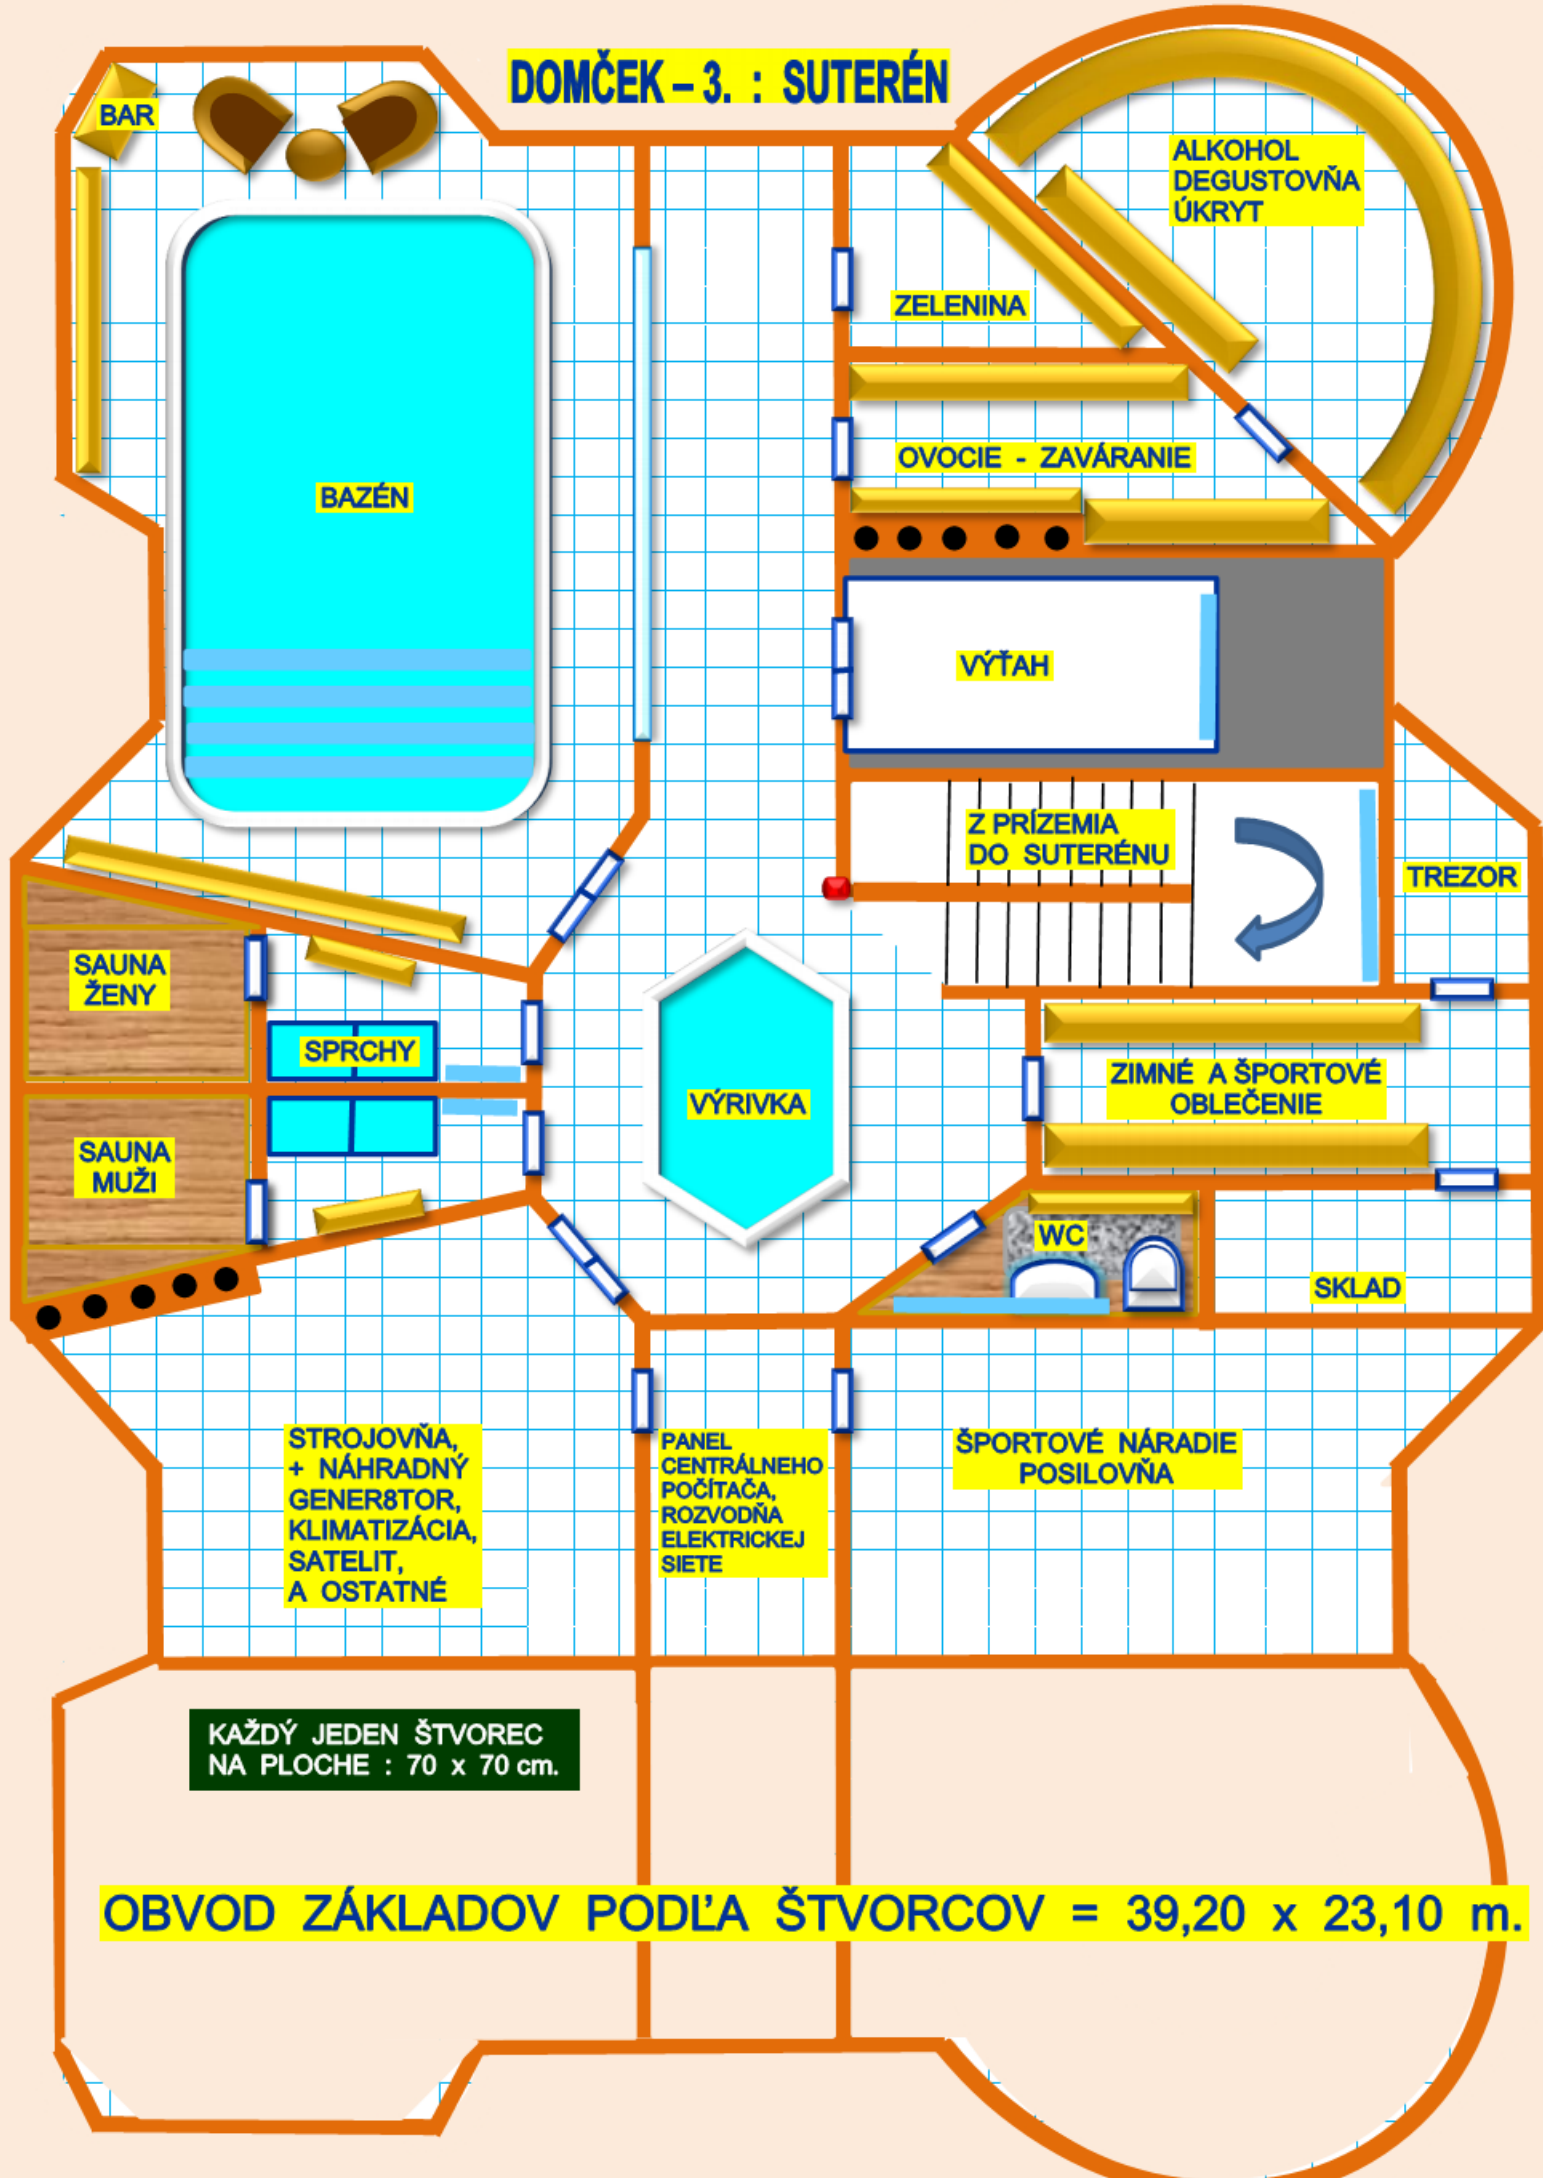 DOMČEK – 3. : SUTERÉN
BAR
ALKOHOL
DEGUSTOVŇA
ÚKRYT
ZELENINA
OVOCIE - ZAVÁRANIE
BAZÉN
VÝŤAH
Z PRÍZEMIA
DO SUTERÉNU
TREZOR
SAUNA
ŽENY
SPRCHY
VÝRIVKA
ZIMNÉ A ŠPORTOVÉ
OBLEČENIE
SAUNA
MUŽI
WC
SKLAD
STROJOVŇA,
+ NÁHRADNÝ
GENER8TOR,
KLIMATIZÁCIA,
SATELIT,
A OSTATNÉ
PANEL
CENTRÁLNEHO
POČÍTAČA,
ROZVODŇA
ELEKTRICKEJ
SIETE
ŠPORTOVÉ NÁRADIE
POSILOVŇA
KAŽDÝ JEDEN ŠTVOREC
NA PLOCHE : 70 x 70 cm.
OBVOD ZÁKLADOV PODĽA ŠTVORCOV = 39,20 x 23,10 m.